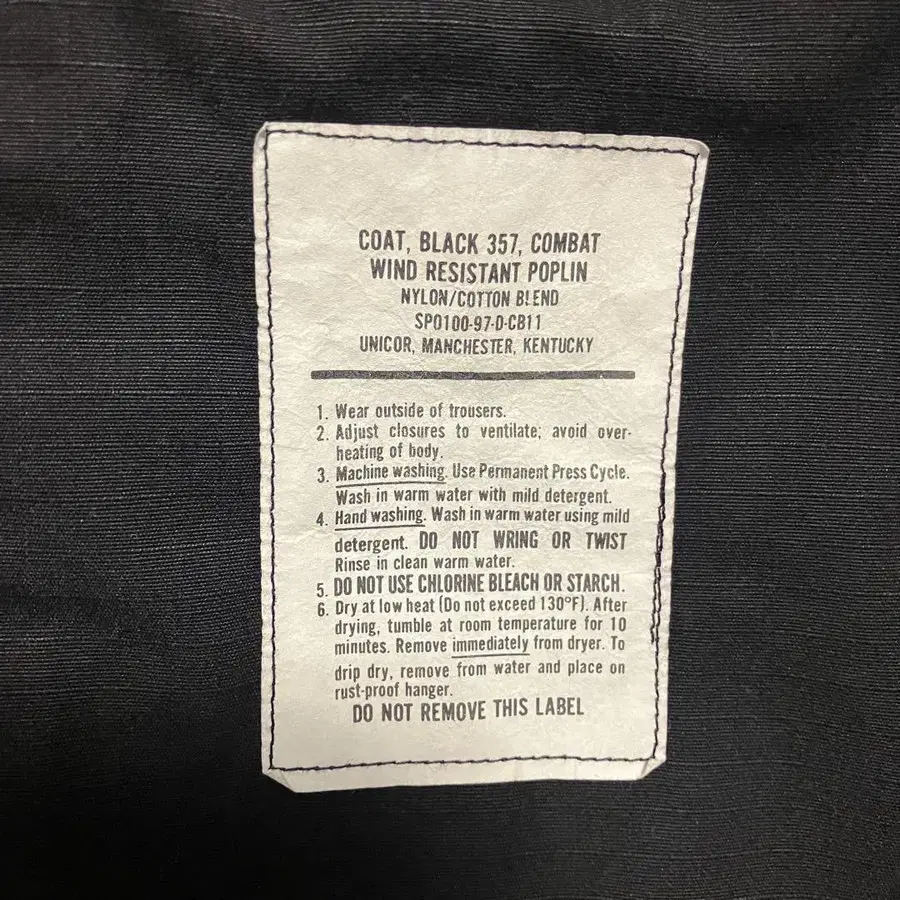 COAT, BLACK 357, COMBAT
WIND RESISTANT POPLIN
NYLON/COTTON BLEND
SPO100-97-D-CB11
UNICOR, MANCHESTER, KENTUCKY
1. Wear outside of trousers.
2. Adjust closures to ventilate; avoid over-
heating of body.
3. Machine washing. Use Permanent Press Cycle.
Wash in warm water with mild detergent.
4. Hand washing. Wash in warm water using mild
detergent. DO NOT WRING OR TWIST
Rinse in clean warm water.
5. DO NOT USE CHLORINE BLEACH OR STARCH.
6. Dry at low heat (Do not exceed 130°F). After
drying, tumble at room temperature for 10
minutes. Remove immediately from dryer. To
drip dry, remove from water and place on
rust-proof hanger.
DO NOT REMOVE THIS LABEL